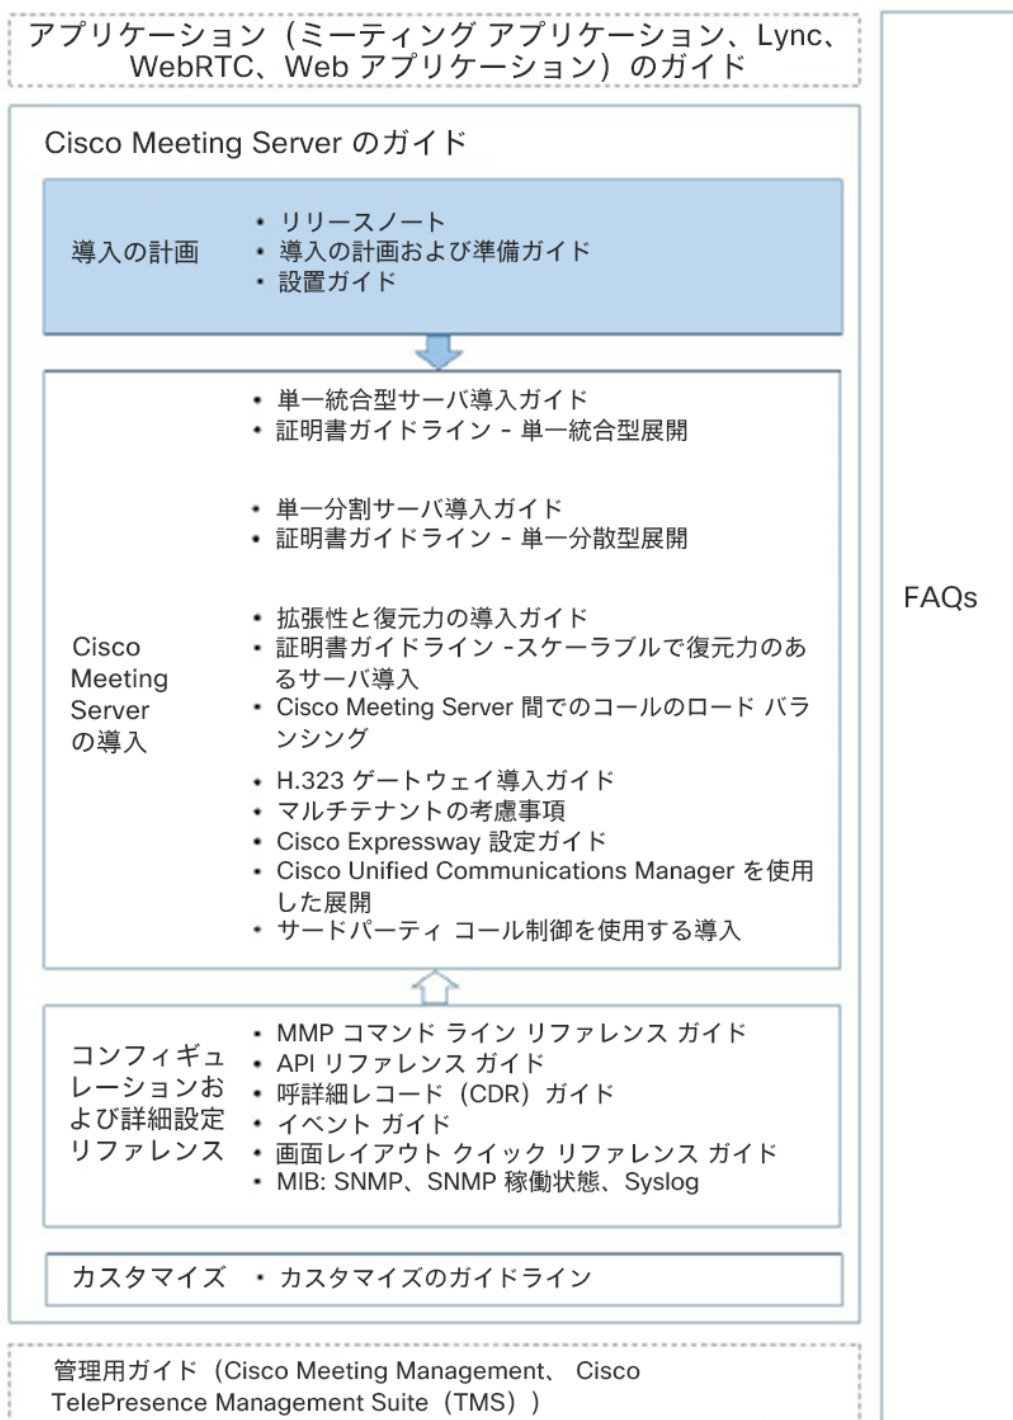 アプリケーション（ミーティング アプリケーション、Lync、
WebRTC、Web アプリケーション）のガイド
Cisco Meeting Server のガイド
導入の計画
・ リリースノート
・ 導入の計画および準備ガイド
・ 設置ガイド
Cisco
Meeting
Server
の導入
・ 単一統合型サーバ導入ガイド
・ 証明書ガイドライン - 単一統合型展開
・ 単一分割サーバ導入ガイド
・ 証明書ガイドライン - 単一分散型展開
・ 拡張性と復元力の導入ガイド
・ 証明書ガイドライン -スケーラブルで復元力のあ
るサーバ導入
・ Cisco Meeting Server 間でのコールのロード バラ
ンシング
・ H.323 ゲートウェイ導入ガイド
・ マルチテナントの考慮事項
・ Cisco Expressway 設定ガイド
・ Cisco Unified Communications Manager を使用
した展開
・ サードパーティ コール制御を使用する導入
コンフィギュ
レーションお
よび詳細設定
リファレンス
・ MMP コマンド ライン リファレンス ガイド
・ API リファレンス ガイド
・ 呼詳細レコード（CDR）ガイド
・ イベント ガイド
・ 画面レイアウト クイック リファレンス ガイド
・ MIB: SNMP、SNMP 稼働状態、Syslog
カスタマイズ ・ カスタマイズのガイドライン
管理用ガイド（Cisco Meeting Management、 Cisco
TelePresence Management Suite（TMS））
FAQs